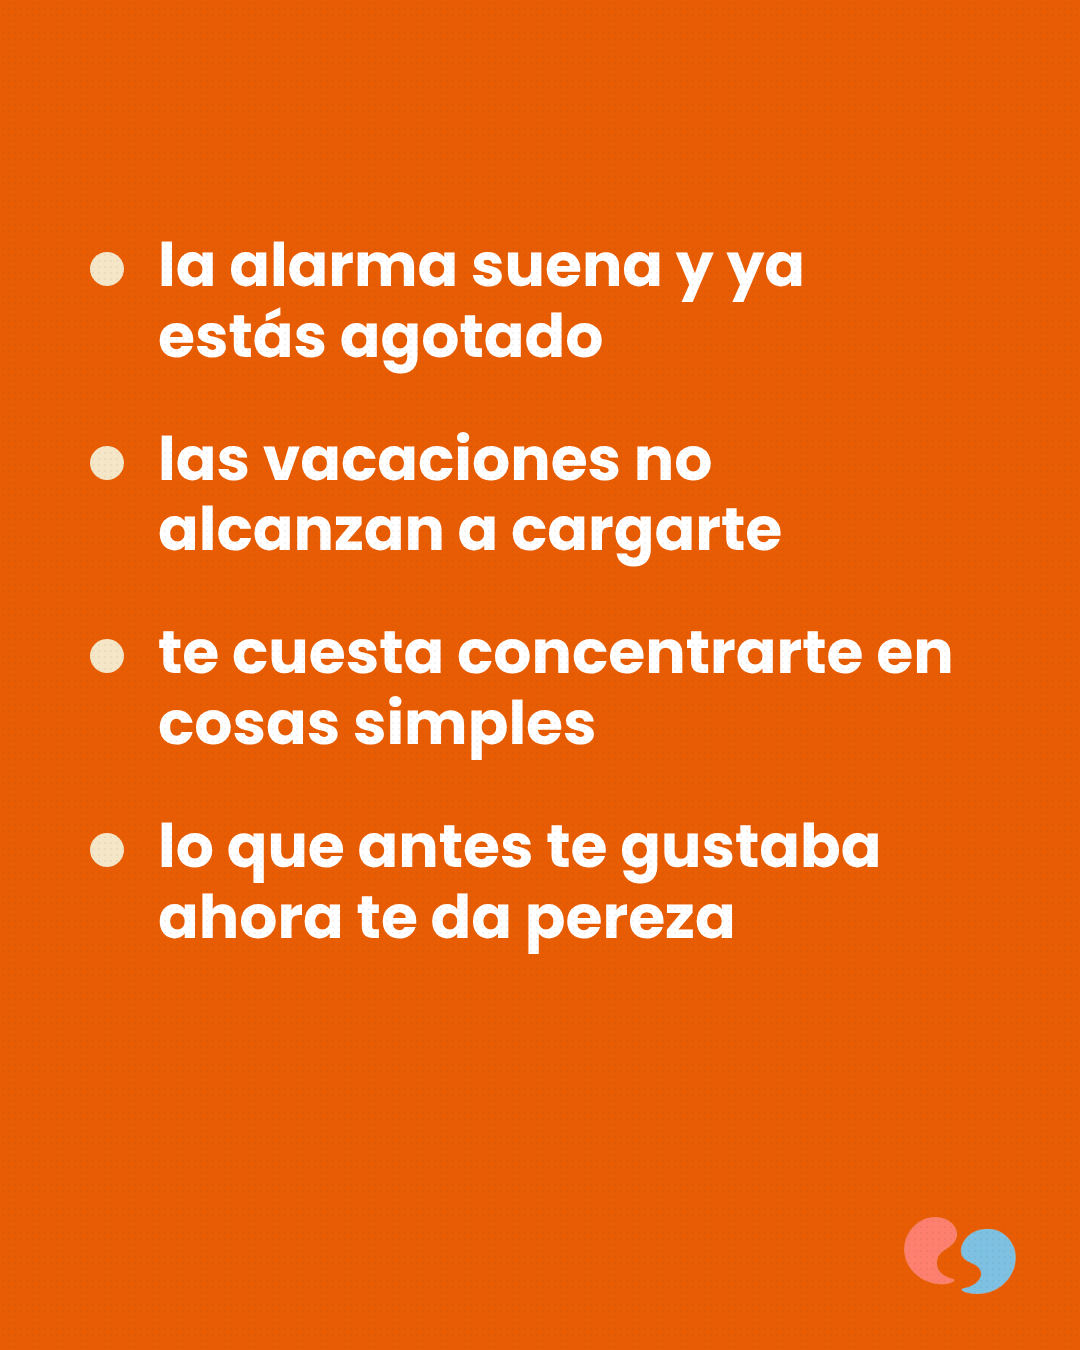 la alarma suena y ya
estás agotado
las vacaciones no
alcanzan a cargarte
te cuesta concentrarte en
cosas simples
lo que antes te gustaba
ahora te da pereza